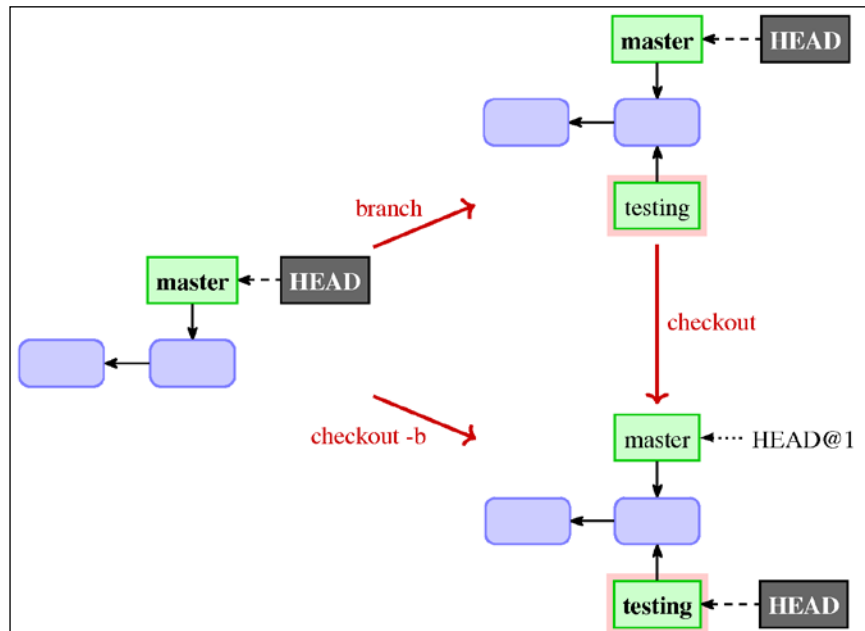 master HEAD
branch
testing
master HEAD
checkout
checkout -b
master HEAD@1
testing HEAD